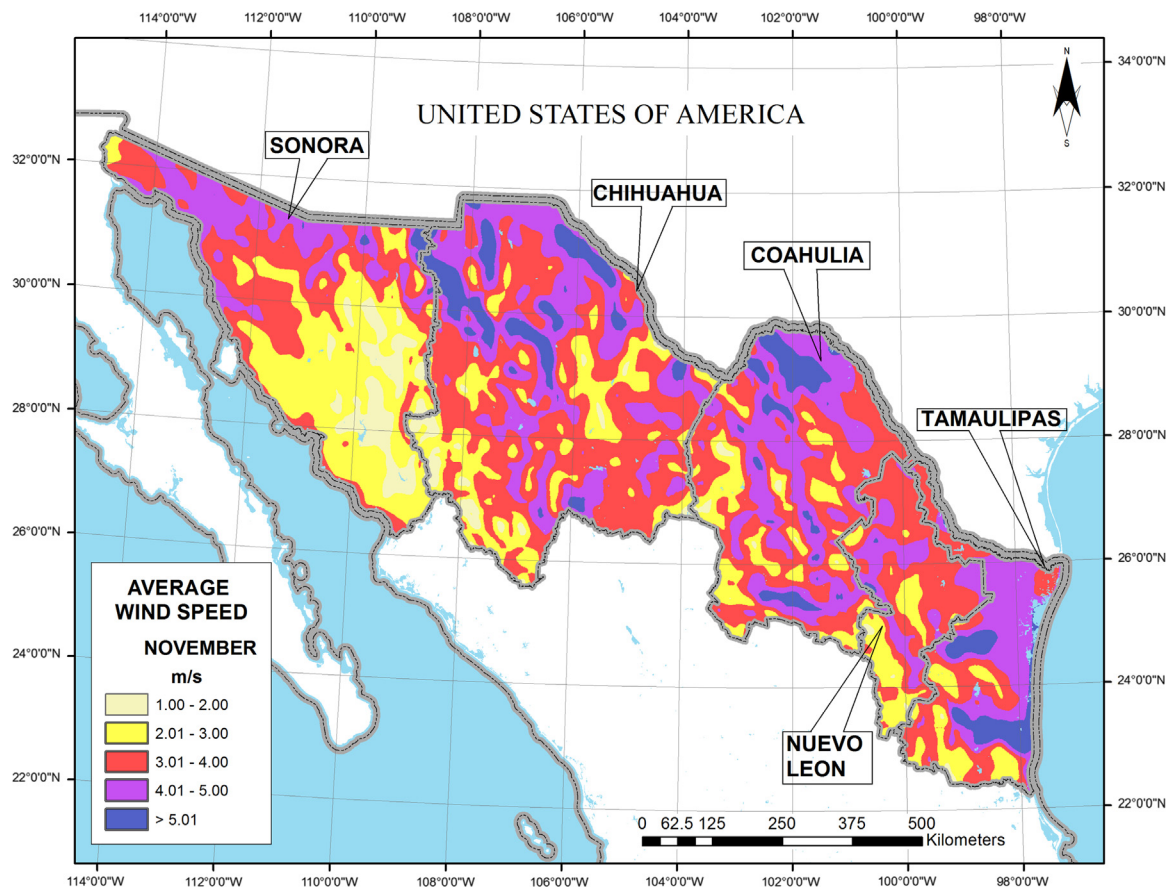 114°0'0"W 112°0'0"W 110°0'0"W 108°0'0"W 106°0'0"W 104°0'0"W 102°0'0"W 100°0'0"W 98°0'0"W
N
34°0'0"N
UNITED STATES OF AMERICA
S
SONORA
32°0'0"N
32°0'0"N
CHIHUAHUA
COAHULIA
30°0'0"N
30°0'0"N
28°0'0"N
TAMAULIPAS
28°0'0"N
26°0'0"N
26°0'0"N
AVERAGE
WIND SPEED
NOVEMBER
m/s
1.00 - 2.00
2.01 - 3.00
3.01 - 4.00
4.01 - 5.00
> 5.01
24°0'0"N
24°0'0"N
NUEVO
LEON
22°0'0"N
22°0'0"N
0 62.5 125 250 375 500
Kilometers
114°0'0"W 112°0'0"W 110°0'0"W 108°0'0"W 106°0'0"W 104°0'0"W 102°0'0"W 100°0'0"W 98°0'0"W